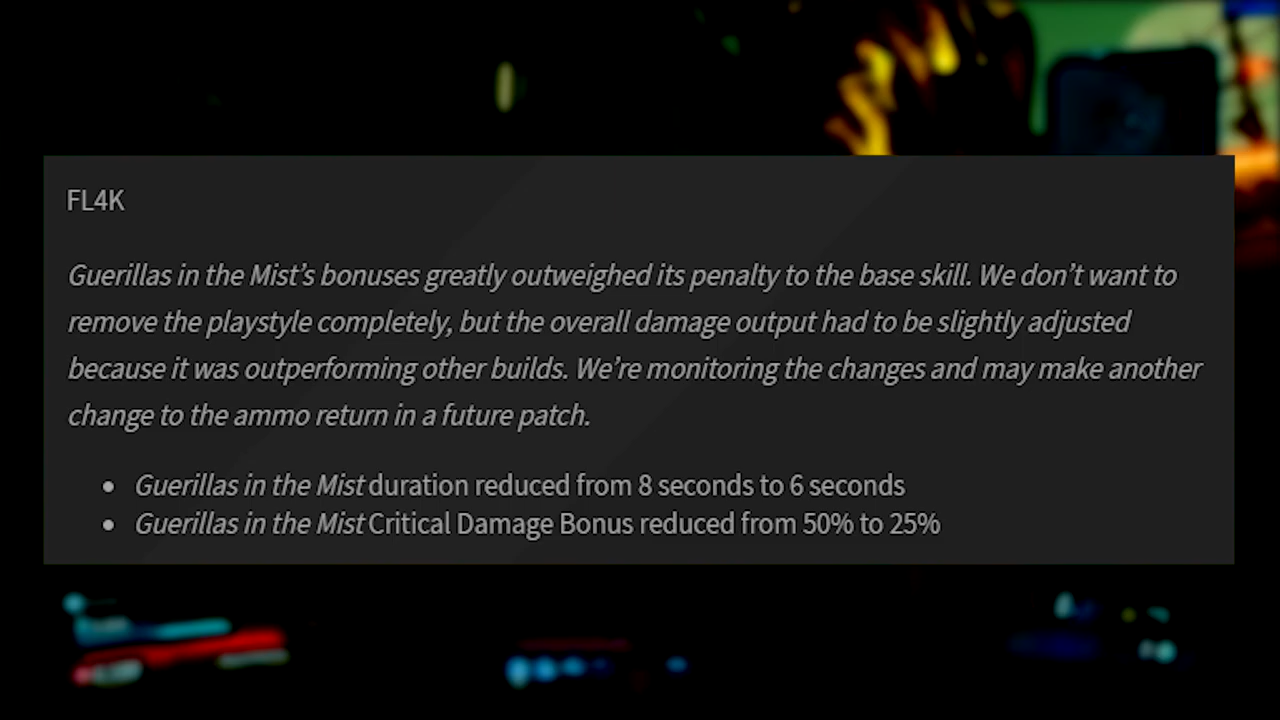 FL4K
Guerillas in the Mist’s bonuses greatly outweighed its penalty to the base skill. We don’t want to
remove the playstyle completely, but the overall damage output had to be slightly adjusted
because it was outperforming other builds. We’re monitoring the changes and may make another
change to the ammo return in a future patch.
• Guerillas in the Mist duration reduced from 8 seconds to 6 seconds
• Guerillas in the Mist Critical Damage Bonus reduced from 50% to 25%